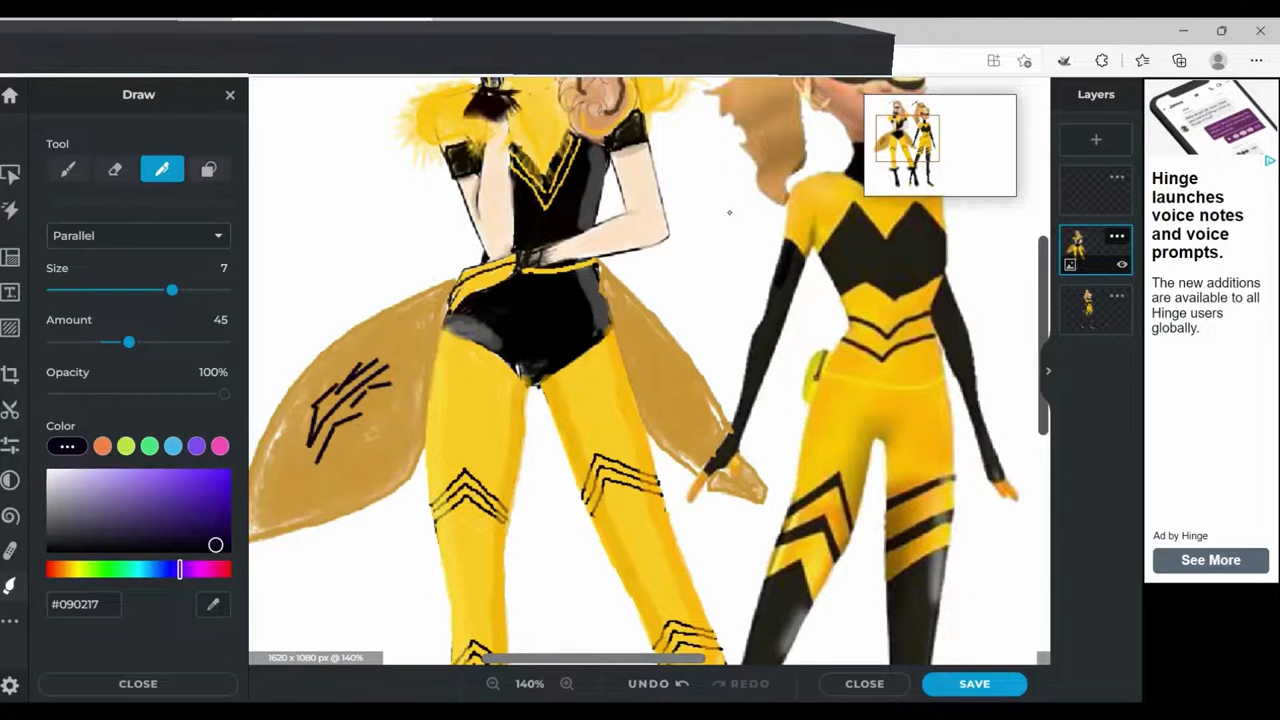 Draw
Layers
Tool
Parallel
Size 7
Amount 45
Opacity 100%
Color
#090217
CLOSE
1620 x 1080 px @ 140%
140%
UNDO
REDO
CLOSE
SAVE
Hinge
launches
voice notes
and voice
prompts.
The new additions
are available to all
Hinge users
globally.
Ad by Hinge
See More